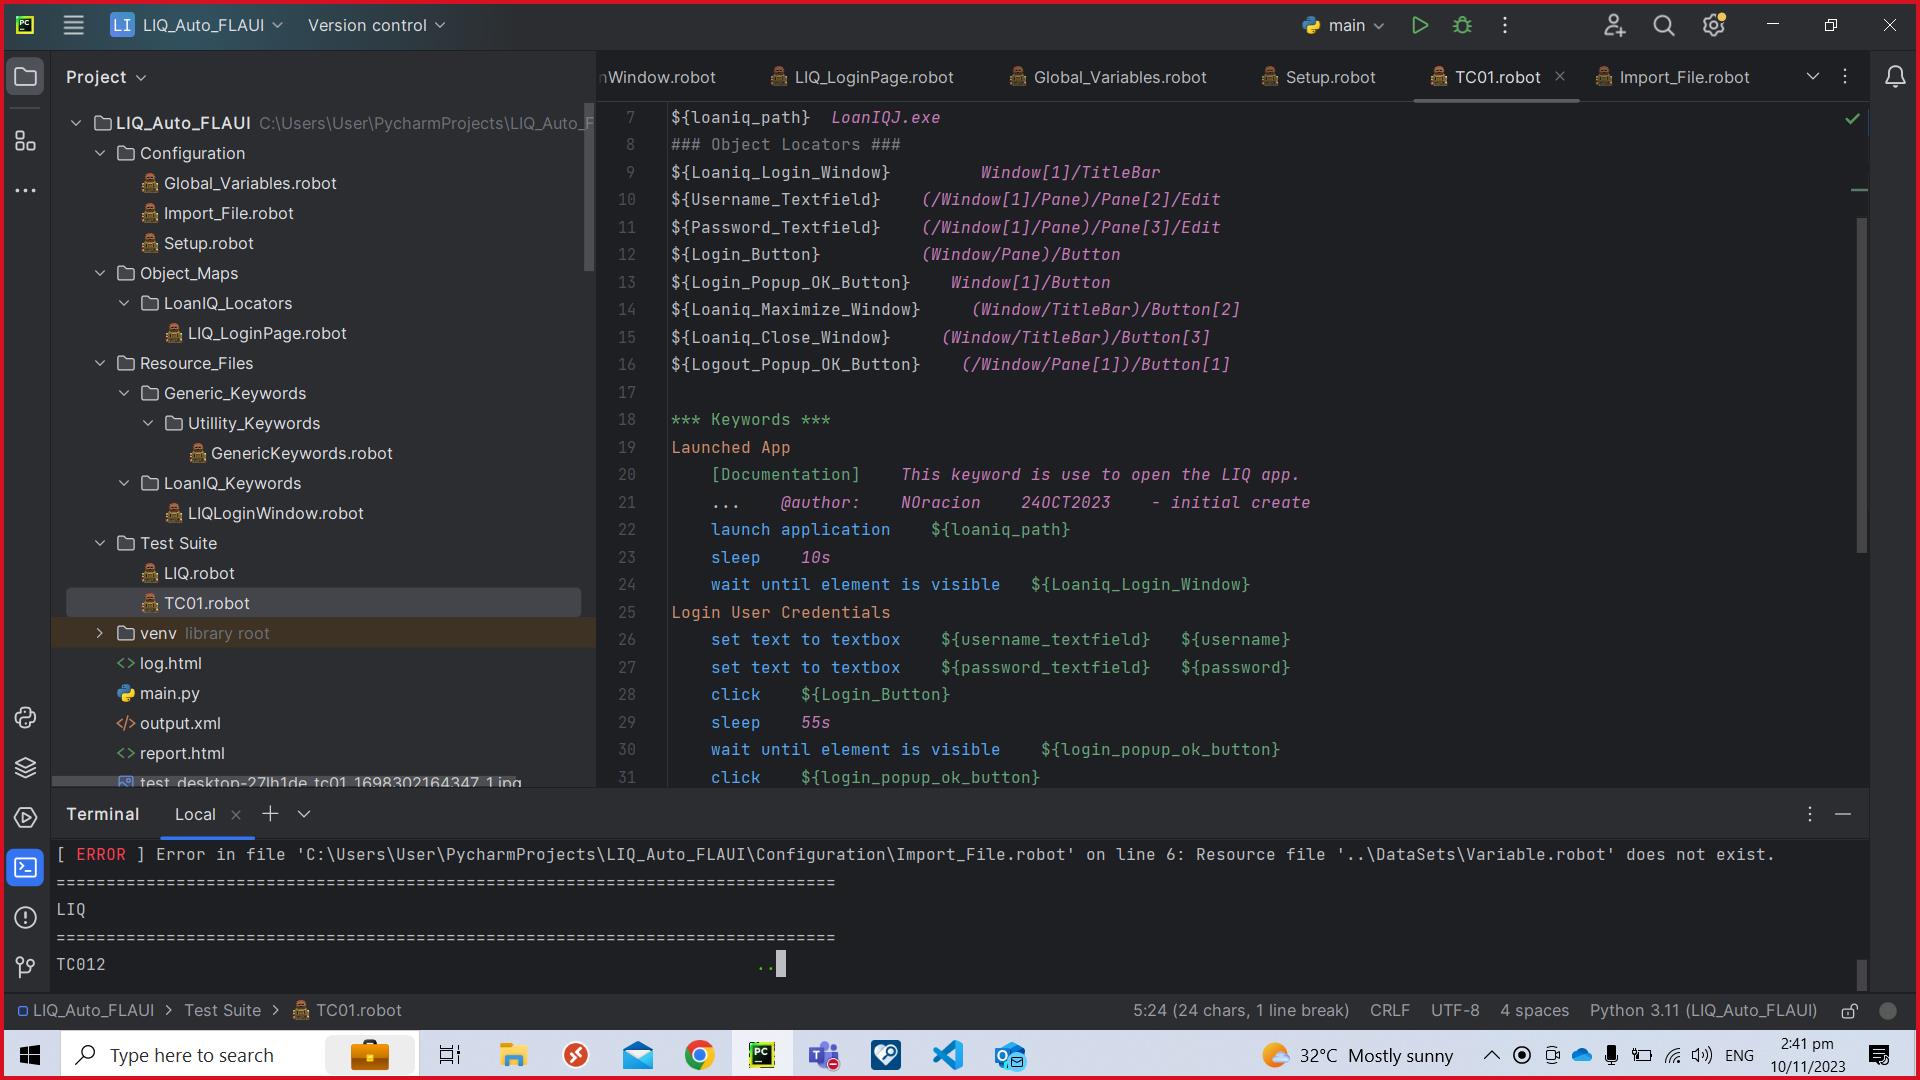 LI LIQ_Auto_FLAUI Version control main
Project
nWindow.robot LIQ_LoginPage.robot Global_Variables.robot Setup.robot TC01.robot Import_File.robot
LIQ_Auto_FLAUI C:\Users\User\PycharmProjects\LIQ_Auto_F
Configuration
Global_Variables.robot
Import_File.robot
Setup.robot
Object_Maps
LoanIQ_Locators
LIQ_LoginPage.robot
Resource_Files
Generic_Keywords
Utillity_Keywords
GenericKeywords.robot
LoanIQ_Keywords
LIQLoginWindow.robot
Test Suite
LIQ.robot
TC01.robot
venv library root
log.html
main.py
output.xml
report.html
test_desktop-27lh1de_tc01_1698302164347_1.jpg
7 ${loaniq_path} LoanIQJ.exe
8 ### Object Locators ###
9 ${Loaniq_Login_Window} Window[1]/TitleBar
10 ${Username_Textfield} (/Window[1]/Pane)/Pane[2]/Edit
11 ${Password_Textfield} (/Window[1]/Pane)/Pane[3]/Edit
12 ${Login_Button} (Window/Pane)/Button
13 ${Login_Popup_OK_Button} Window[1]/Button
14 ${Loaniq_Maximize_Window} (Window/TitleBar)/Button[2]
15 ${Loaniq_Close_Window} (Window/TitleBar)/Button[3]
16 ${Logout_Popup_OK_Button} (/Window/Pane[1])/Button[1]
17
18 *** Keywords ***
19 Launched App
20 [Documentation] This keyword is use to open the LIQ app.
21 ... @author: NOracion 24OCT2023 - initial create
22 launch application ${loaniq_path}
23 sleep 10s
24 wait until element is visible ${Loaniq_Login_Window}
25 Login User Credentials
26 set text to textbox ${username_textfield} ${username}
27 set text to textbox ${password_textfield} ${password}
28 click ${Login_Button}
29 sleep 55s
30 wait until element is visible ${login_popup_ok_button}
31 click ${login_popup_ok_button}
Terminal Local
[ ERROR ] Error in file 'C:\Users\User\PycharmProjects\LIQ_Auto_FLAUI\Configuration\Import_File.robot' on line 6: Resource file '..\DataSets\Variable.robot' does not exist.
==============================================================================
LIQ
==============================================================================
TC012 ..
LIQ_Auto_FLAUI > Test Suite > TC01.robot 5:24 (24 chars, 1 line break) CRLF UTF-8 4 spaces Python 3.11 (LIQ_Auto_FLAUI)
Type here to search 32°C Mostly sunny ENG 2:41 pm
10/11/2023